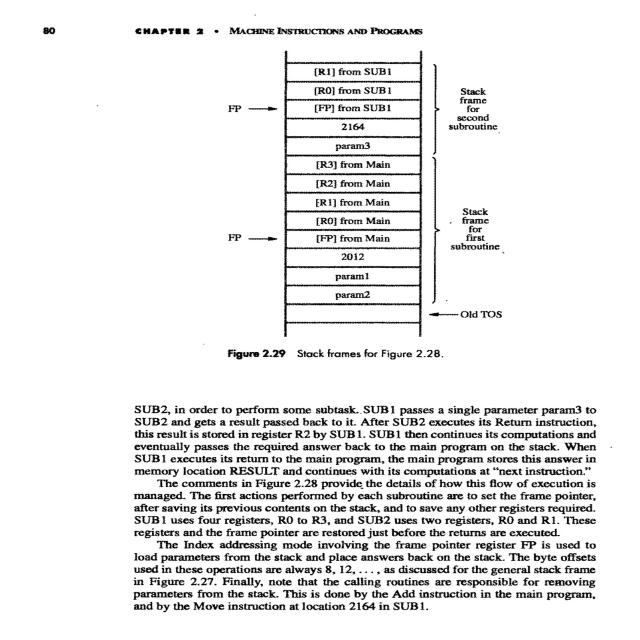 80 CHAPTER 2 • MACHINE INSTRUCTIONS AND PROGRAMS
[R1] from SUB1
[R0] from SUB1
FP [FP] from SUB1
2164
param3
Stack
frame
for
second
subroutine
[R3] from Main
[R2] from Main
[R1] from Main
[R0] from Main
FP [FP] from Main
2012
param1
param2
Stack
frame
for
first
subroutine
Old TOS
Figure 2.29 Stack frames for Figure 2.28.
SUB2, in order to perform some subtask. SUB1 passes a single parameter param3 to
SUB2 and gets a result passed back to it. After SUB2 executes its Return instruction,
this result is stored in register R2 by SUB1. SUB1 then continues its computations and
eventually passes the required answer back to the main program on the stack. When
SUB1 executes its return to the main program, the main program stores this answer in
memory location RESULT and continues with its computations at “next instruction.”
The comments in Figure 2.28 provide the details of how this flow of execution is
managed. The first actions performed by each subroutine are to set the frame pointer,
after saving its previous contents on the stack, and to save any other registers required.
SUB1 uses four registers, R0 to R3, and SUB2 uses two registers, R0 and R1. These
registers and the frame pointer are restored just before the returns are executed.
The Index addressing mode involving the frame pointer register FP is used to
load parameters from the stack and place answers back on the stack. The byte offsets
used in these operations are always 8, 12, . . . , as discussed for the general stack frame
in Figure 2.27. Finally, note that the calling routines are responsible for removing
parameters from the stack. This is done by the Add instruction in the main program,
and by the Move instruction at location 2164 in SUB1.